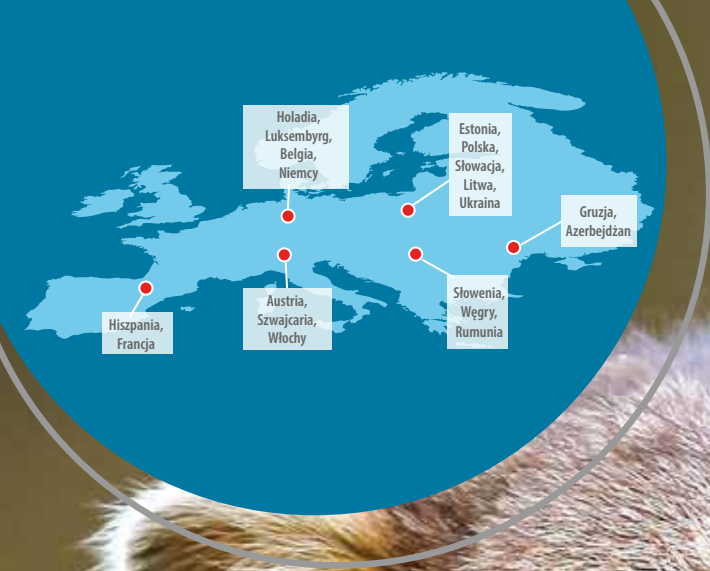 Holadia,
Luksembyrg,
Belgia,
Niemcy
Estonia,
Polska,
Słowacja,
Litwa,
Ukraina
Gruzja,
Azerbejdżan
Hiszpania,
Francja
Austria,
Szwajcaria,
Włochy
Słowenia,
Węgry,
Rumunia